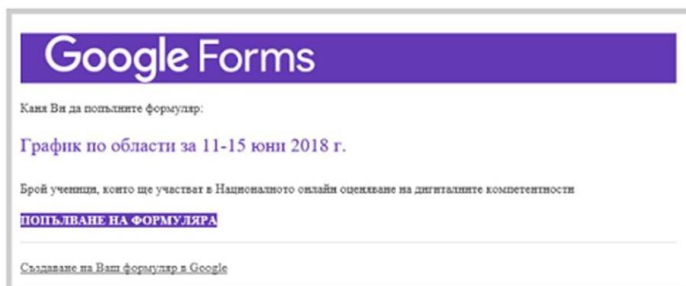 Google Forms
Каня Ви да попълните формуляр:
График по области за 11-15 юни 2018 г.
Брой ученици, които ще участват в Националното онлайн оценяване на дигиталните компетентности
ПОПЪЛВАНЕ НА ФОРМУЛЯРА
Създаване на Ваш формуляр в Google